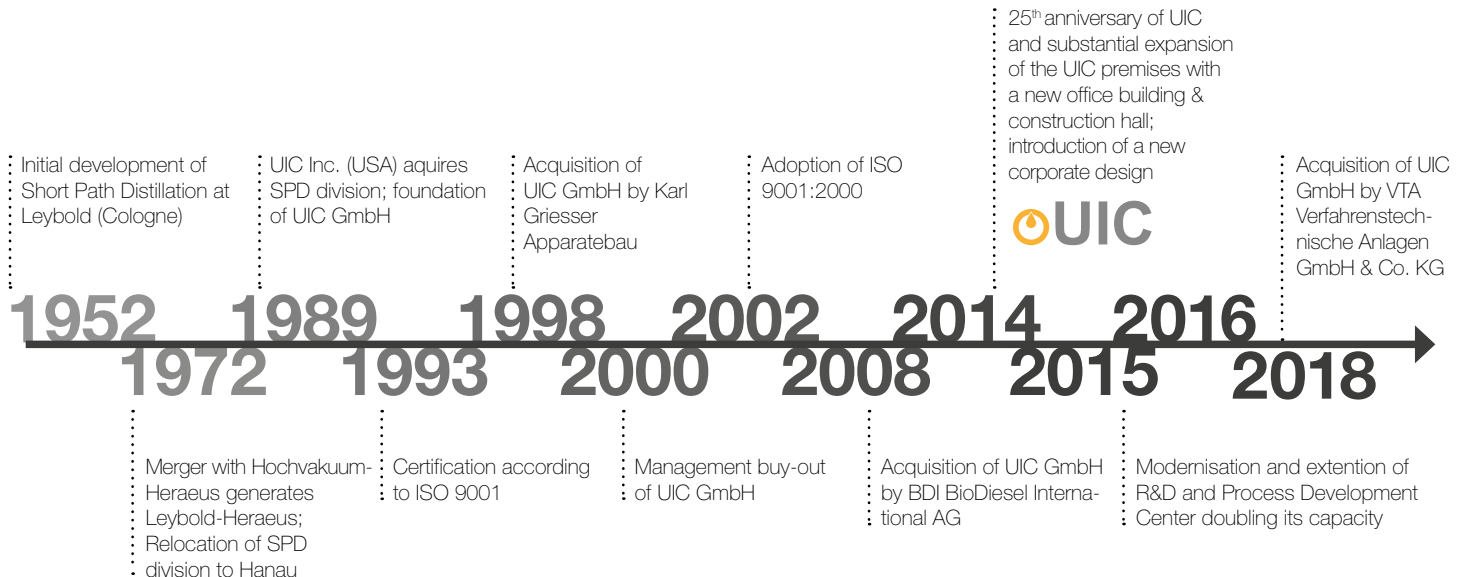 25th anniversary of UIC
and substantial expansion
of the UIC premises with
a new office building &
construction hall;
introduction of a new
corporate design
UIC
Initial development of
Short Path Distillation at
Leybold (Cologne)
UIC Inc. (USA) aquires
SPD division; foundation
of UIC GmbH
Acquisition of
UIC GmbH by Karl
Griesser
Apparatebau
Adoption of ISO
9001:2000
Acquisition of UIC
GmbH by VTA
Verfahrenstech-
nische Anlagen
GmbH & Co. KG
1952
1972
1989
1993
1998
2000
2002
2008
2014
2015
2016
2018
Merger with Hochvakuum-
Heraeus generates
Leybold-Heraeus;
Relocation of SPD
division to Hanau
Certification according
to ISO 9001
Management buy-out
of UIC GmbH
Acquisition of UIC GmbH
by BDI BioDiesel Interna-
tional AG
Modernisation and extention of
R&D and Process Development
Center doubling its capacity